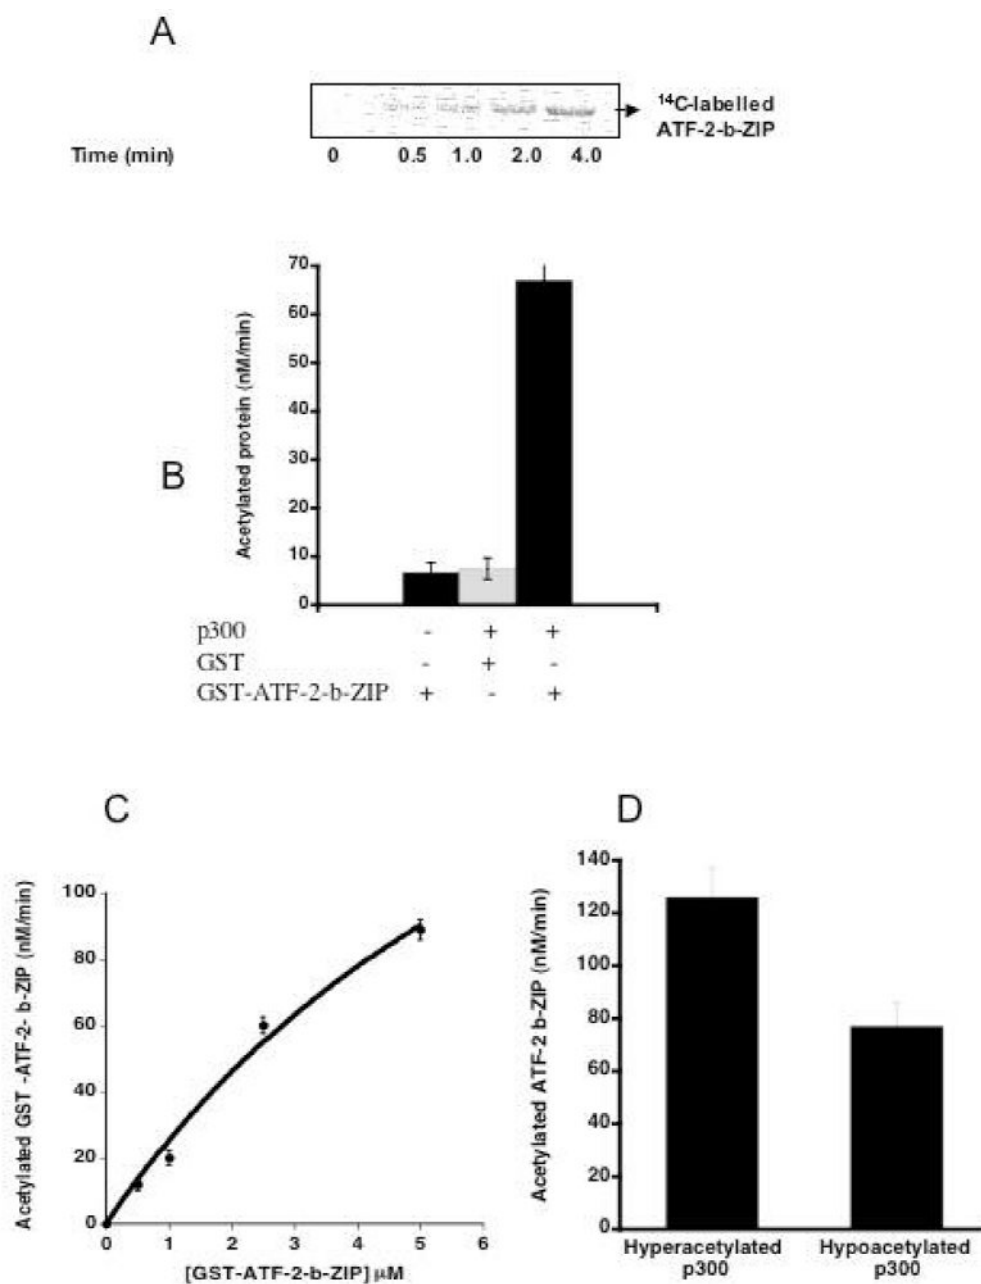 A
¹⁴C-labelled
ATF-2-b-ZIP
Time (min) 0 0.5 1.0 2.0 4.0
B
Acetylated protein (nM/min)
70
60
50
40
30
20
10
0
p300 - + +
GST - + -
GST-ATF-2-b-ZIP + - +
C
Acetylated GST -ATF-2- b-ZIP (nM/min)
100
80
60
40
20
0
0 1 2 3 4 5 6
[GST-ATF-2-b-ZIP] µM
D
Acetylated ATF-2 b-ZIP (nM/min)
140
120
100
80
60
40
20
0
Hyperacetylated
p300
Hypoacetylated
p300